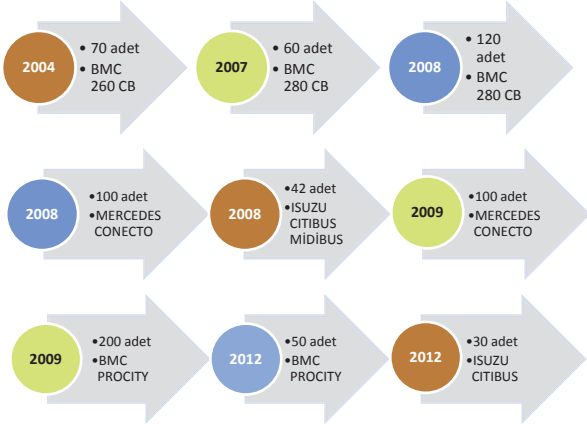 2004
• 70 adet
• BMC
260 CB
2007
• 60 adet
• BMC
280 CB
2008
• 120
adet
• BMC
280 CB
2008
•100 adet
•MERCEDES
CONECTO
2008
•42 adet
•ISUZU
CITIBUS
MİDİBUS
2009
•100 adet
•MERCEDES
CONECTO
2009
•200 adet
•BMC
PROCITY
2012
•50 adet
•BMC
PROCITY
2012
•30 adet
•ISUZU
CITIBUS